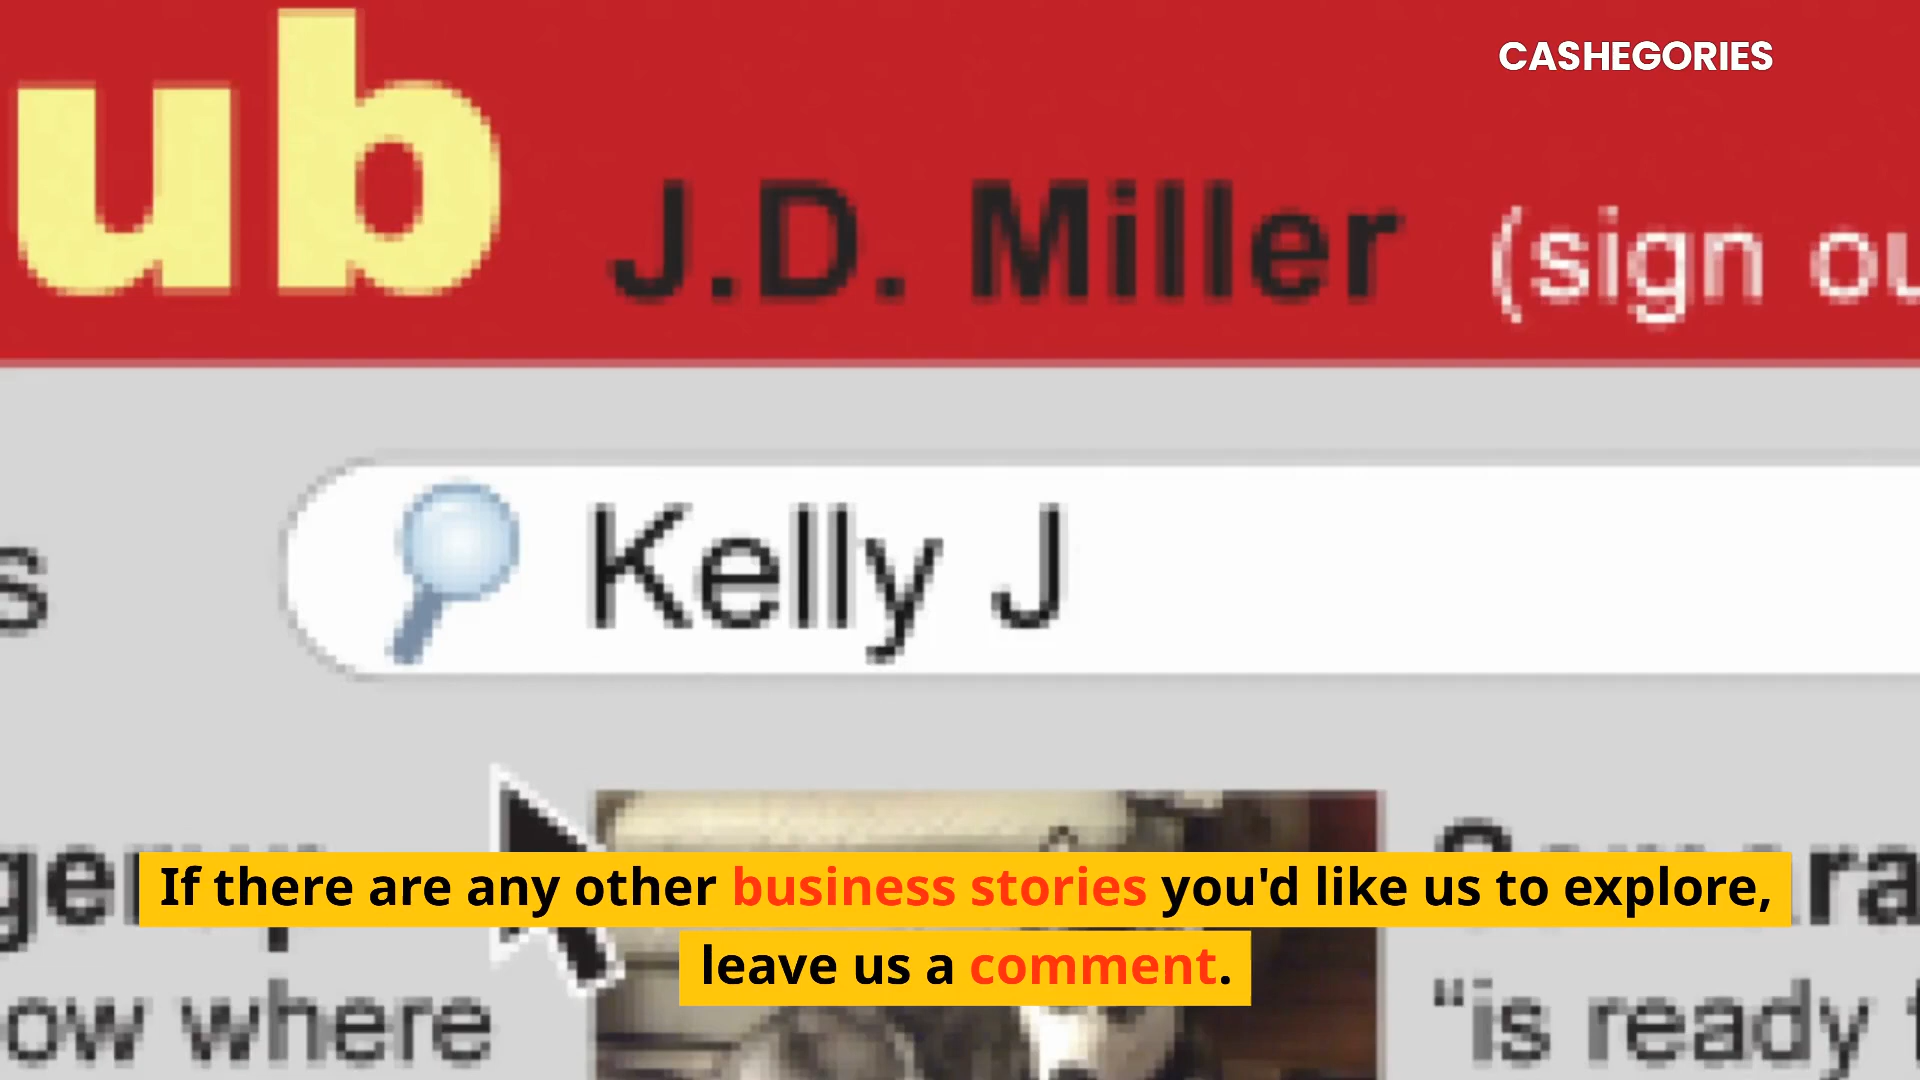 CASHEGORIES
ub J.D. Miller (sign ou
s
Kelly J
If there are any other business stories you'd like us to explore,
leave us a comment.
ow where
"is ready